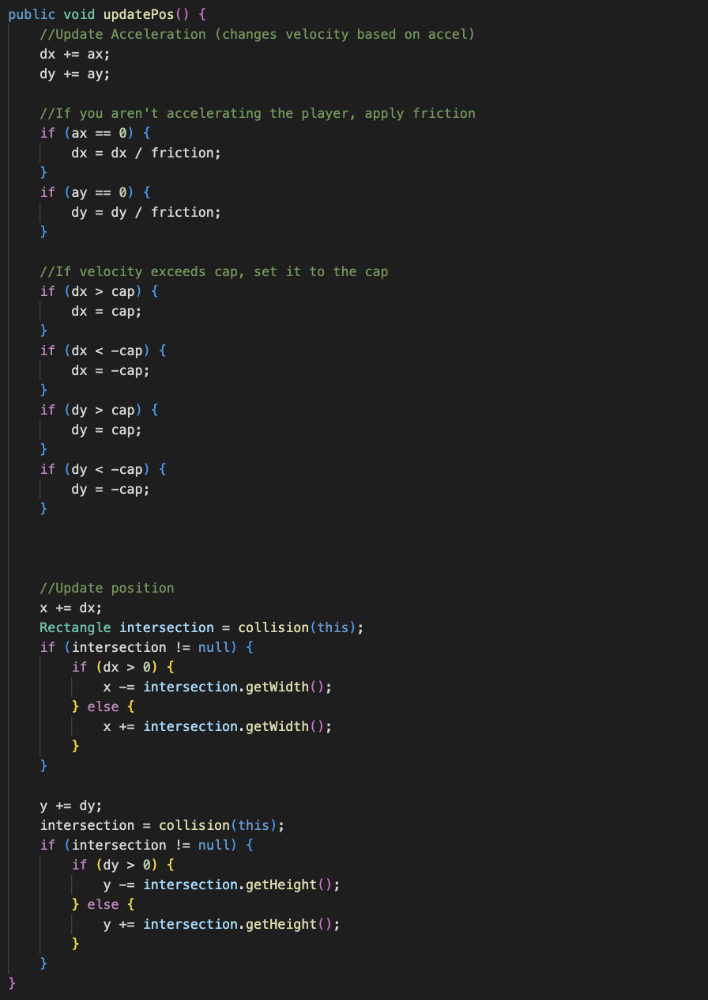 public void updatePos() {
    //Update Acceleration (changes velocity based on accel)
    dx += ax;
    dy += ay;

    //If you aren't accelerating the player, apply friction
    if (ax == 0) {
        dx = dx / friction;
    }
    if (ay == 0) {
        dy = dy / friction;
    }

    //If velocity exceeds cap, set it to the cap
    if (dx > cap) {
        dx = cap;
    }
    if (dx < -cap) {
        dx = -cap;
    }
    if (dy > cap) {
        dy = cap;
    }
    if (dy < -cap) {
        dy = -cap;
    }

    //Update position
    x += dx;
    Rectangle intersection = collision(this);
    if (intersection != null) {
        if (dx > 0) {
            x -= intersection.getWidth();
        } else {
            x += intersection.getWidth();
        }
    }

    y += dy;
    intersection = collision(this);
    if (intersection != null) {
        if (dy > 0) {
            y -= intersection.getHeight();
        } else {
            y += intersection.getHeight();
        }
    }
}